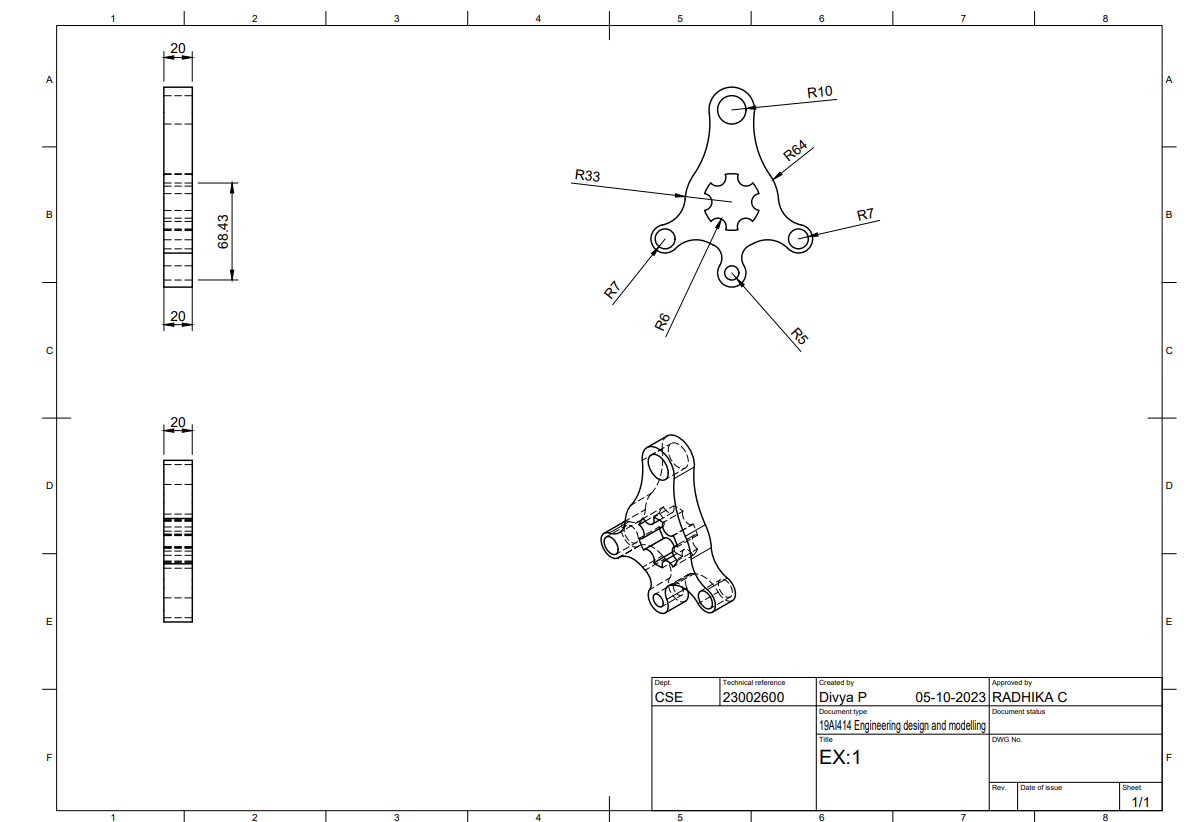 1 2 3 4 5 6 7 8
A A
B B
C C
D D
E E
F F
20
68.43
20
R10
R64
R33
R7
R7
R6
R5
20
Dept.
CSE
Technical reference
23002600
Created by
Divya P 05-10-2023
Approved by
RADHIKA C
Document type
19AI414 Engineering design and modelling
Document status
Title
EX:1
DWG No.
Rev.
Date of issue
Sheet
1/1
1 2 3 4 5 6 7 8